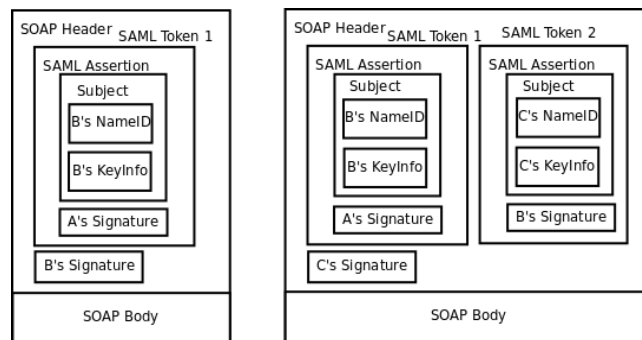 SOAP Header
SAML Token 1
SAML Assertion
Subject
B's NameID
B's KeyInfo
A's Signature
B's Signature
SOAP Body
SOAP Header
SAML Token 1
SAML Assertion
Subject
B's NameID
B's KeyInfo
A's Signature
SAML Token 2
SAML Assertion
Subject
C's NameID
C's KeyInfo
B's Signature
C's Signature
SOAP Body